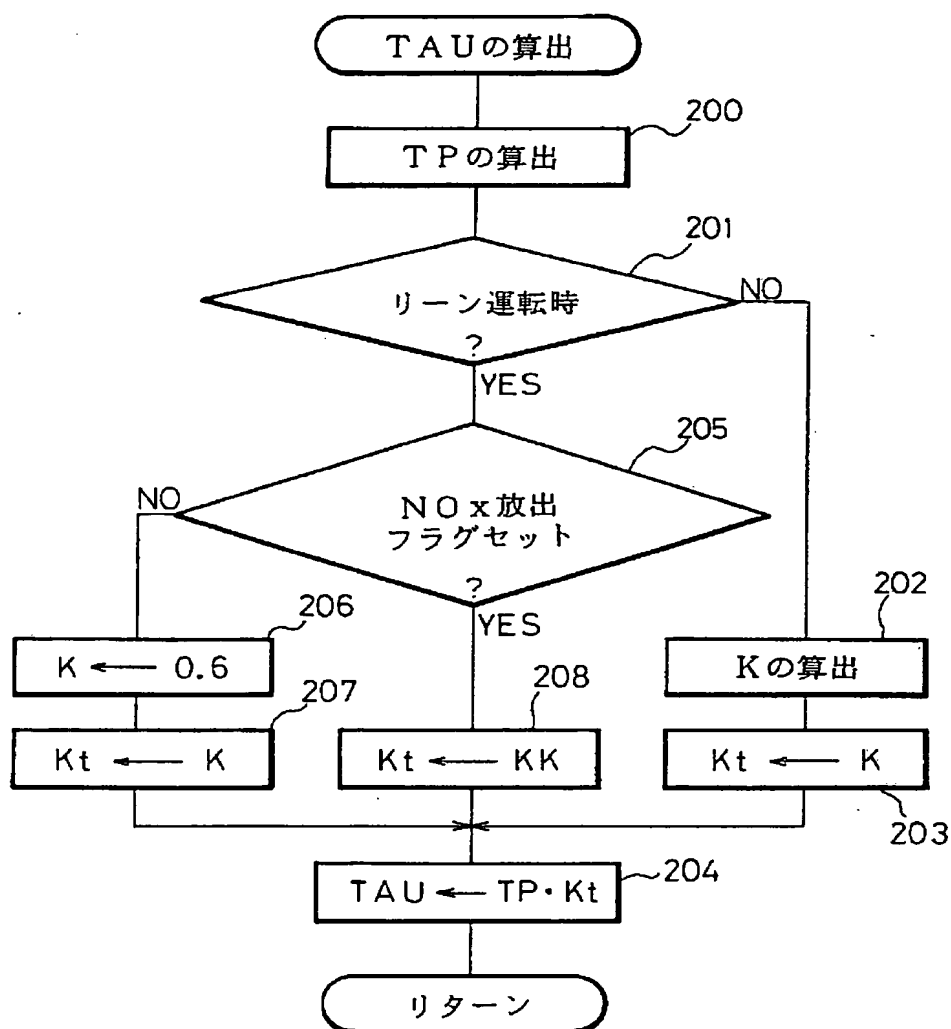 TAUの算出
200
TPの算出
201
リーン運転時
?
NO
YES
205
NOx放出
フラグセット
?
NO
YES
206
K ← 0.6
202
Kの算出
207
Kt ← K
208
Kt ← KK
Kt ← K
203
204
TAU ← TP・Kt
リターン